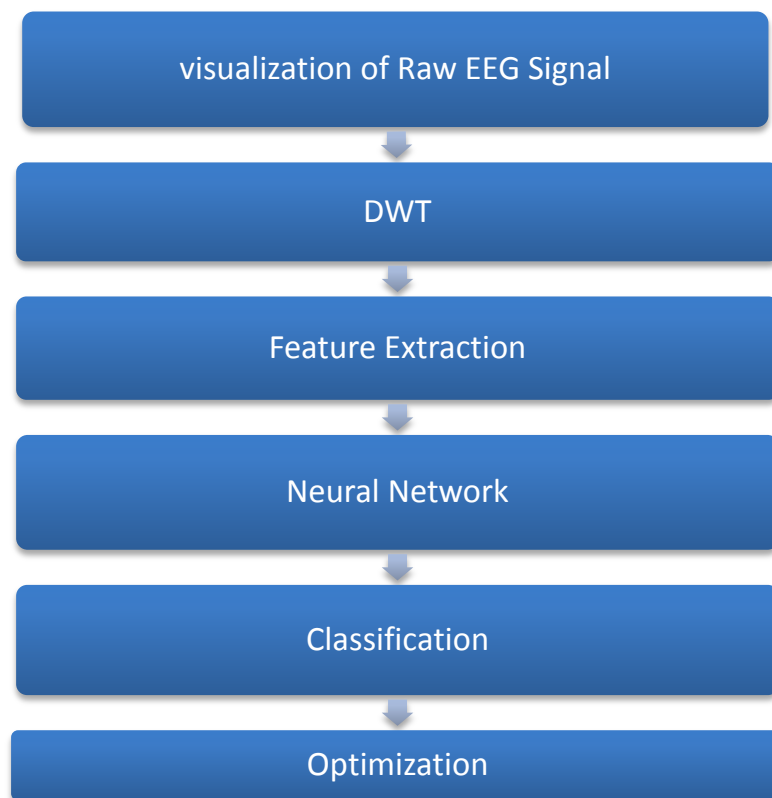 visualization of Raw EEG Signal
DWT
Feature Extraction
Neural Network
Classification
Optimization